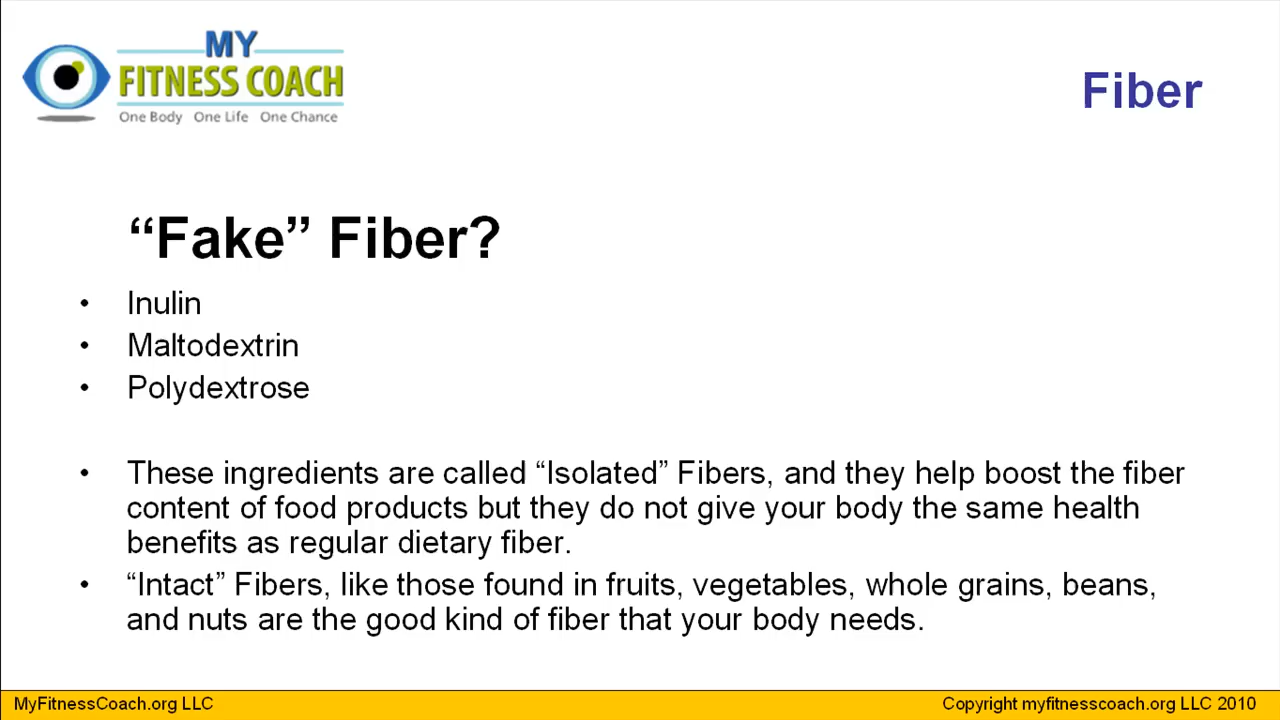 MY
FITNESS COACH
One Body One Life One Chance
Fiber
“Fake” Fiber?
• Inulin
• Maltodextrin
• Polydextrose
• These ingredients are called “Isolated” Fibers, and they help boost the fiber
content of food products but they do not give your body the same health
benefits as regular dietary fiber.
• “Intact” Fibers, like those found in fruits, vegetables, whole grains, beans,
and nuts are the good kind of fiber that your body needs.
MyFitnessCoach.org LLC
Copyright myfitnesscoach.org LLC 2010